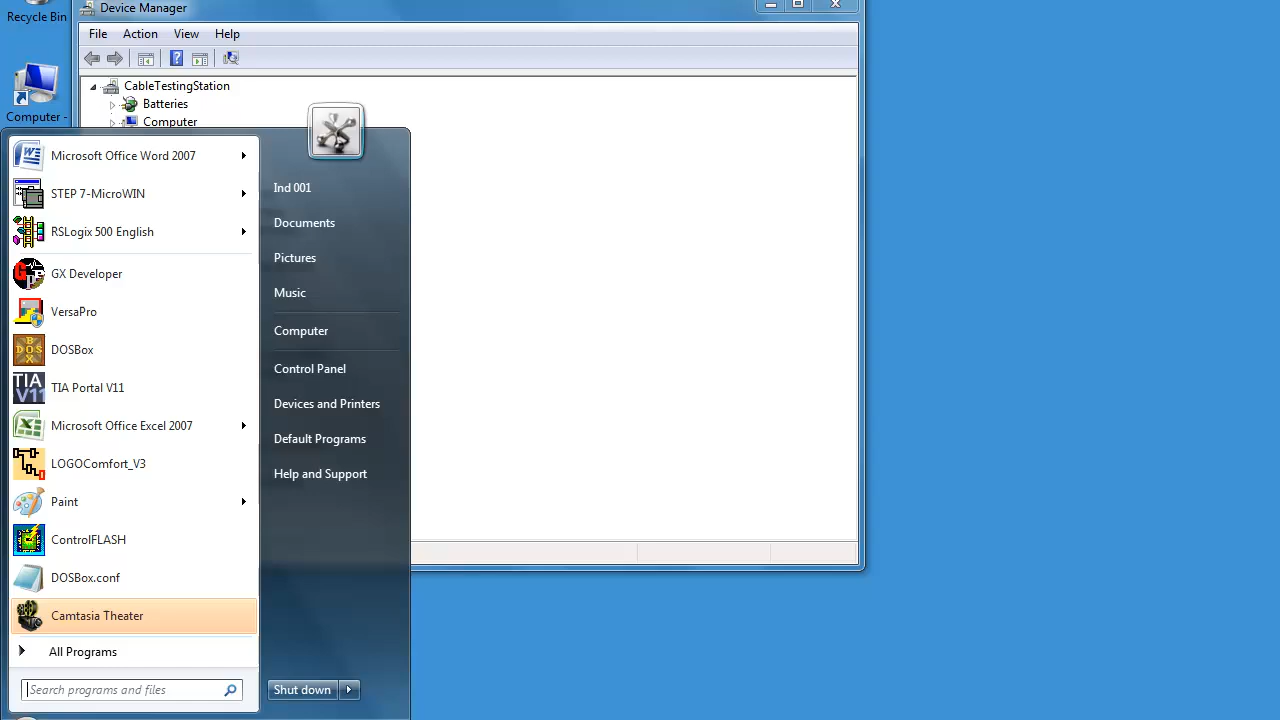 Recycle Bin
Device Manager
File Action View Help
CableTestingStation
Batteries
Computer
Computer -
Microsoft Office Word 2007
STEP 7-MicroWIN
RSLogix 500 English
GX Developer
VersaPro
DOSBox
TIA Portal V11
Microsoft Office Excel 2007
LOGOComfort_V3
Paint
ControlFLASH
DOSBox.conf
Camtasia Theater
All Programs
Search programs and files
Ind 001
Documents
Pictures
Music
Computer
Control Panel
Devices and Printers
Default Programs
Help and Support
Shut down